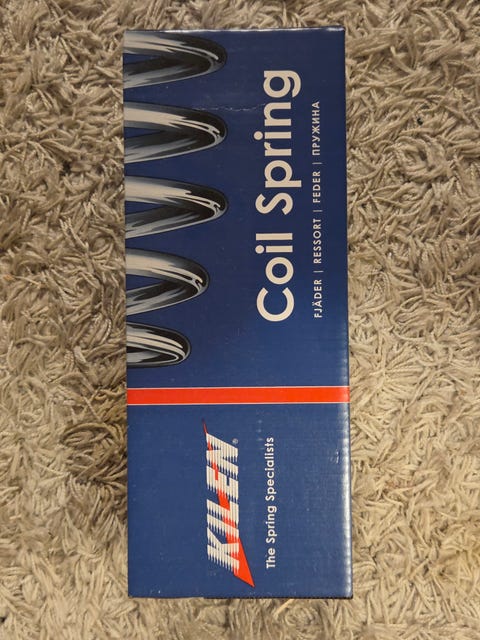 KILEN®
The Spring Specialists
Coil Spring
FJÄDER | RESSORT | FEDER | ПРУЖИНА